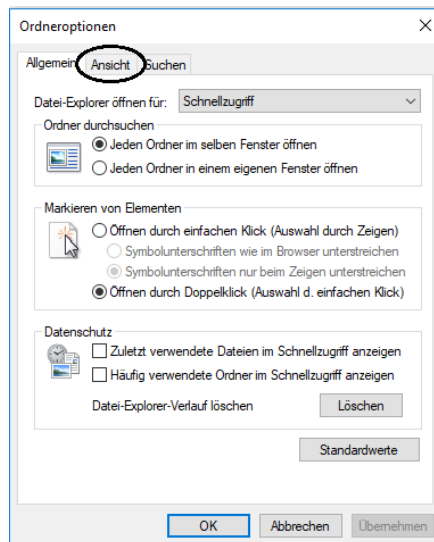 Ordneroptionen
Allgemein Ansicht Suchen
Datei-Explorer öffnen für: Schnellzugriff
Ordner durchsuchen
Jeden Ordner im selben Fenster öffnen
Jeden Ordner in einem eigenen Fenster öffnen
Markieren von Elementen
Öffnen durch einfachen Klick (Auswahl durch Zeigen)
Symbolunterschriften wie im Browser unterstreichen
Symbolunterschriften nur beim Zeigen unterstreichen
Öffnen durch Doppelklick (Auswahl d. einfachen Klick)
Datenschutz
Zuletzt verwendete Dateien im Schnellzugriff anzeigen
Häufig verwendete Ordner im Schnellzugriff anzeigen
Datei-Explorer-Verlauf löschen Löschen
Standardwerte
OK Abbrechen Übernehmen